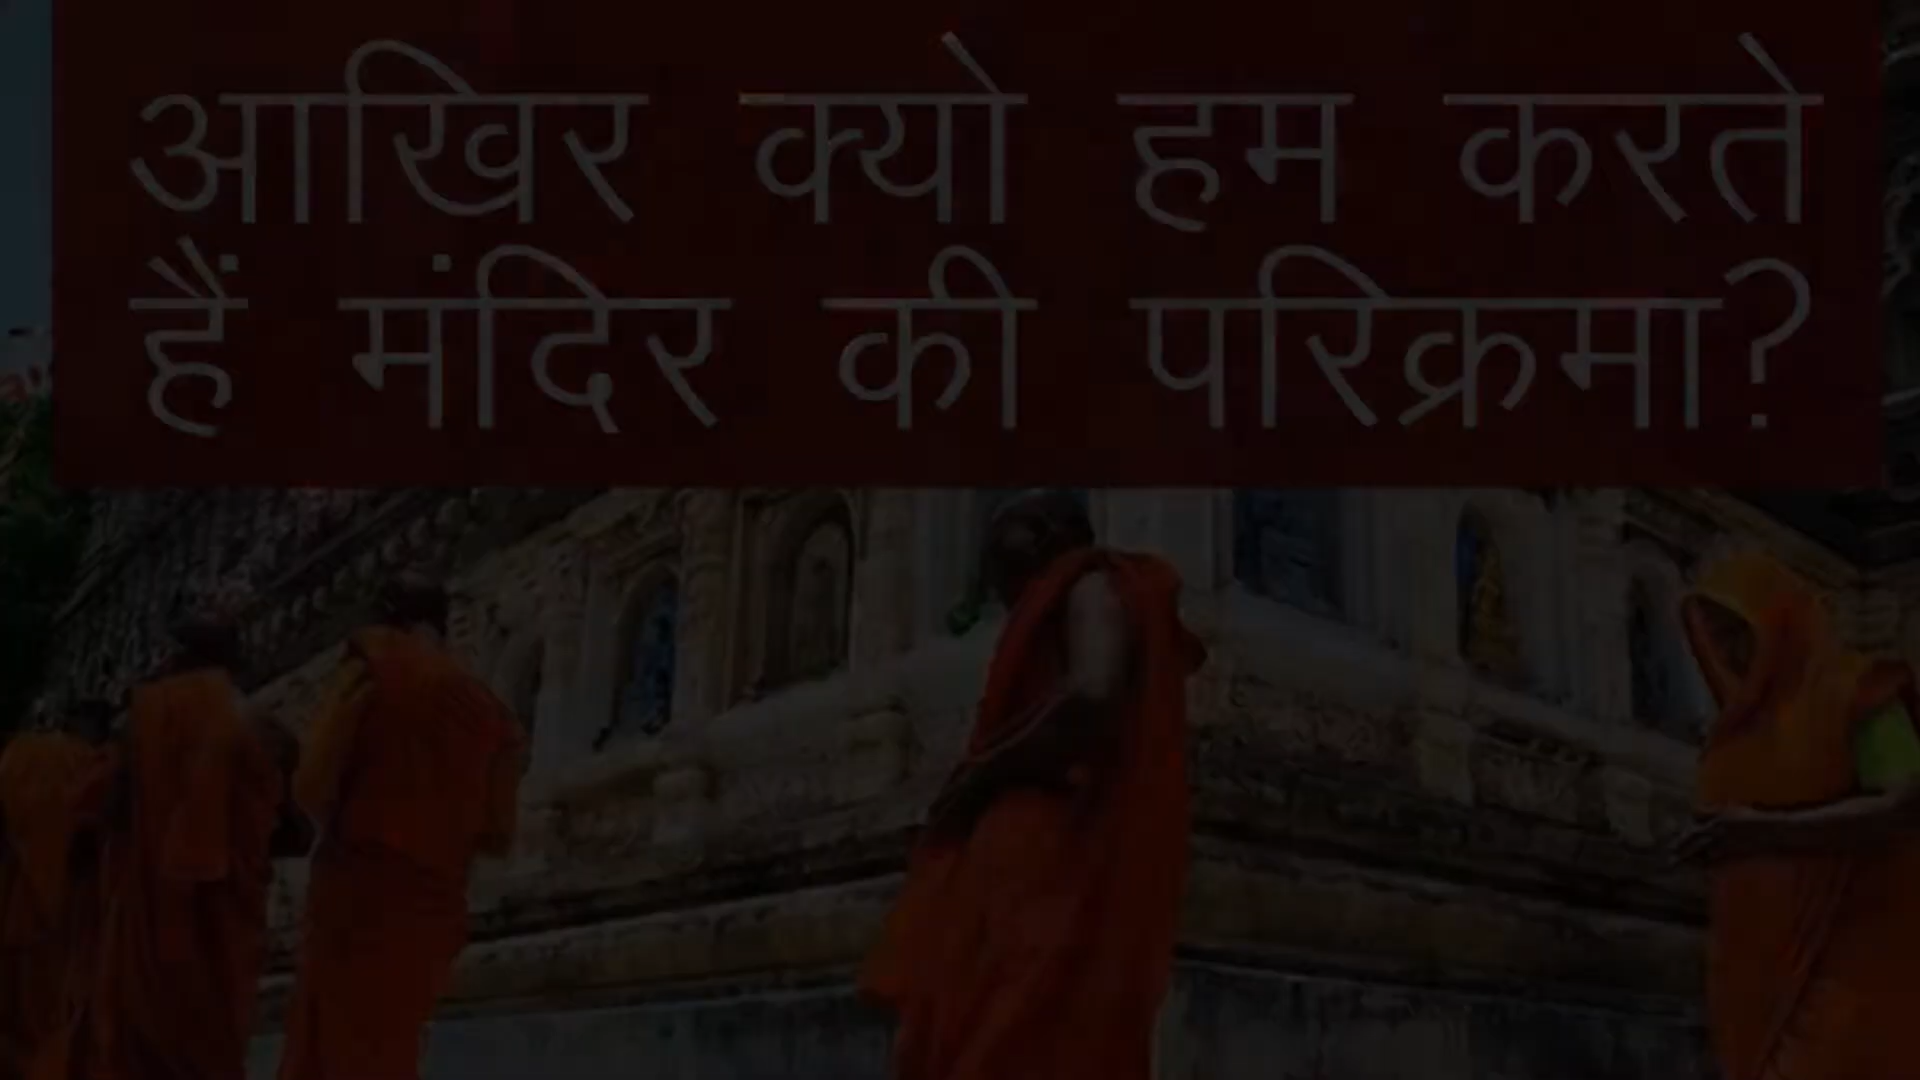 आखिर क्यो हम करते
हैं मंदिर की परिक्रमा?